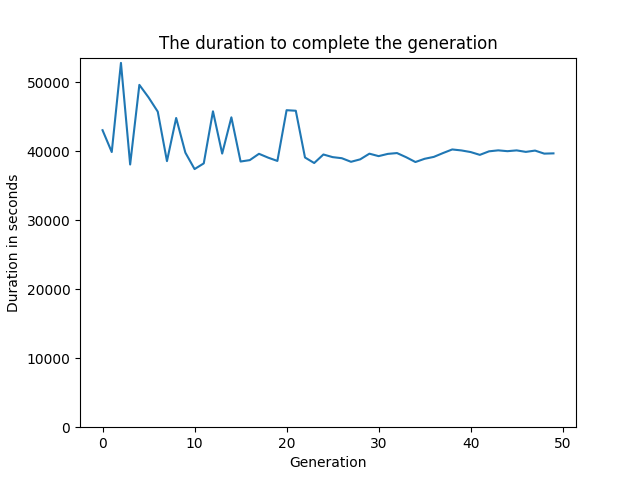 The duration to complete the generation
Duration in seconds
50000
40000
30000
20000
10000
0
0 10 20 30 40 50
Generation